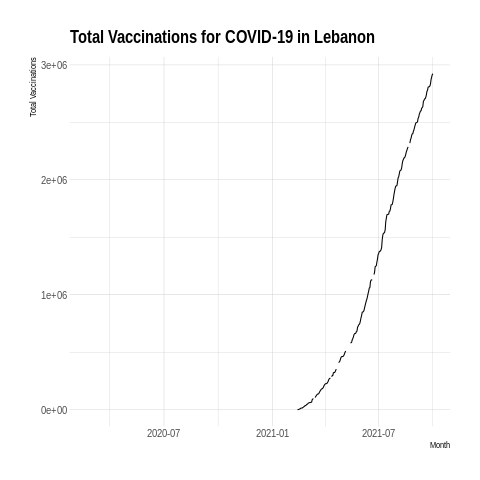 Total Vaccinations for COVID-19 in Lebanon
Total Vaccinations
3e+06
2e+06
1e+06
0e+00
2020-07
2021-01
2021-07
Month